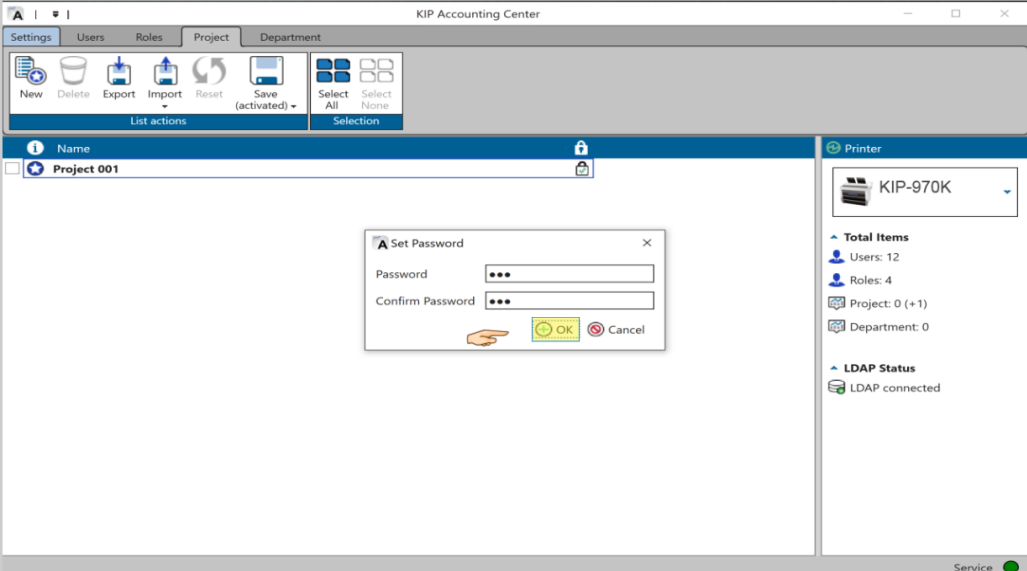 A
KIP Accounting Center
Settings Users Roles Project Department
New Delete Export Import Reset Save (activated) Select All Select None
List actions Selection
Name
Project 001
A Set Password
Password
Confirm Password
OK Cancel
Printer
KIP-970K
Total Items
Users: 12
Roles: 4
Project: 0 (+1)
Department: 0
LDAP Status
LDAP connected
Service